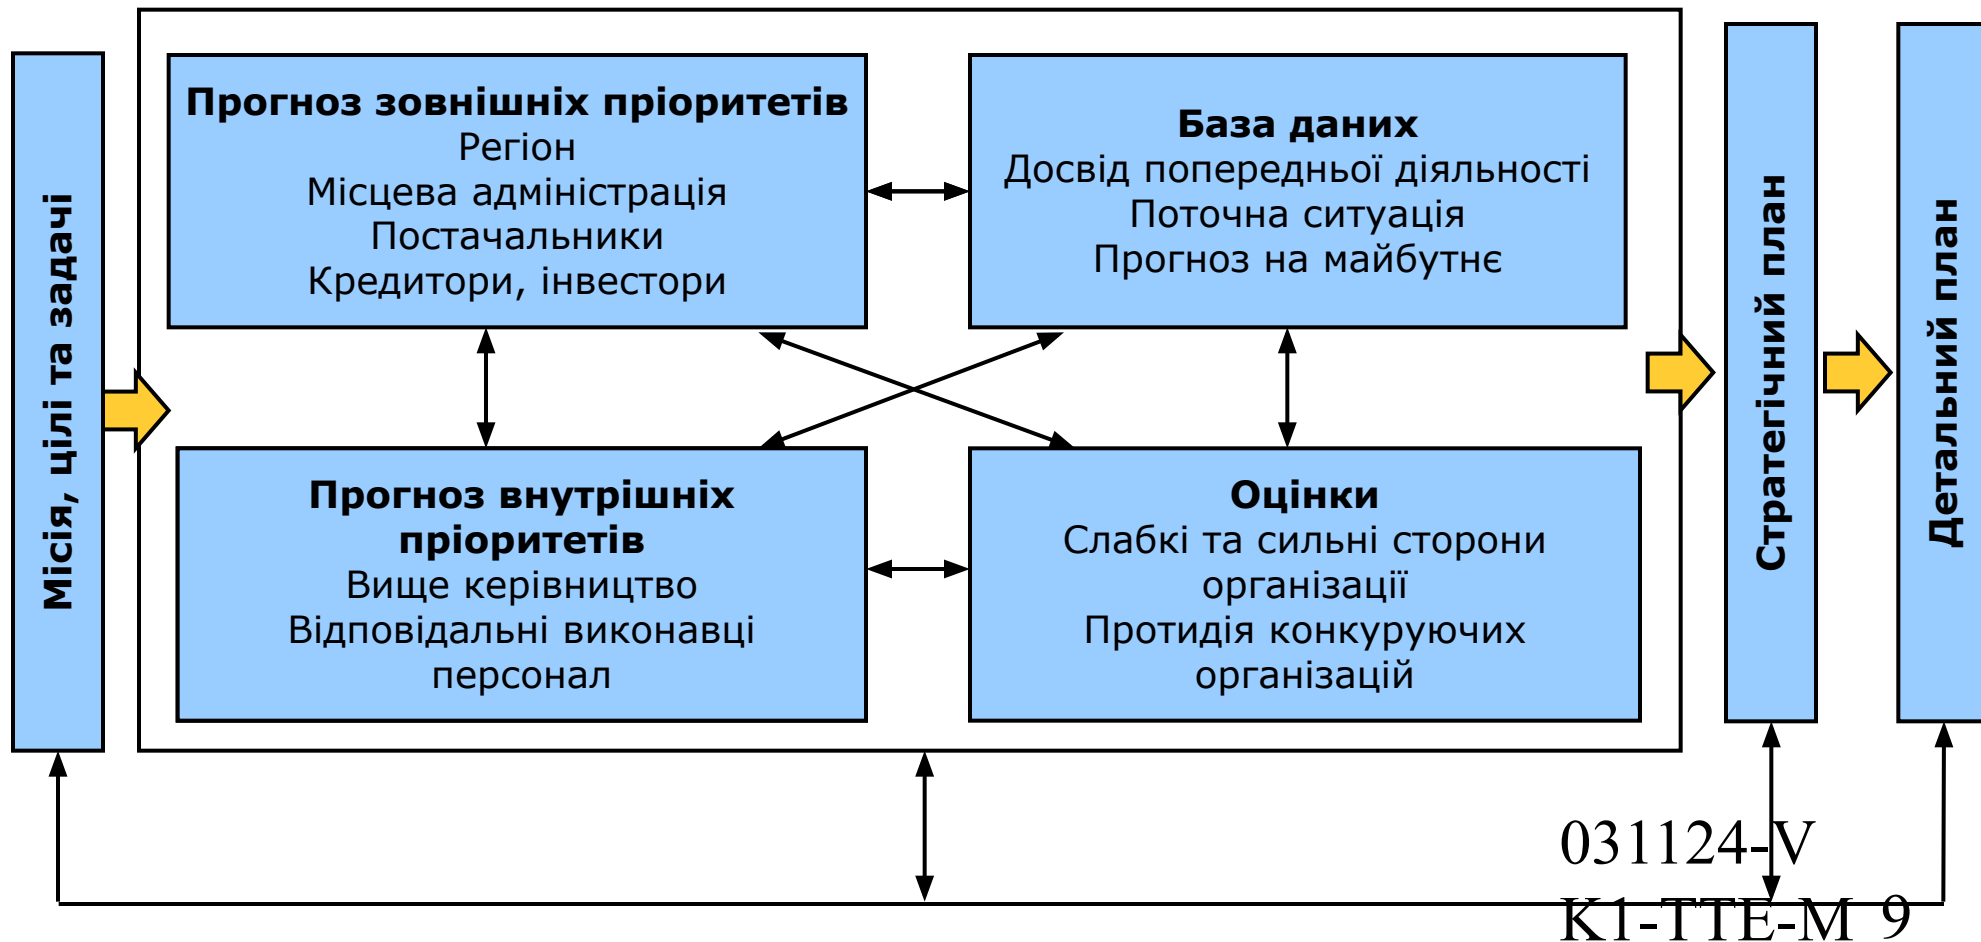 Місія, цілі та задачі
Прогноз зовнішніх пріоритетів
Регіон
Місцева адміністрація
Постачальники
Кредитори, інвестори
База даних
Досвід попередньої діяльності
Поточна ситуація
Прогноз на майбутнє
Прогноз внутрішніх
пріоритетів
Вище керівництво
Відповідальні виконавці
персонал
Оцінки
Слабкі та сильні сторони
організації
Протидія конкуруючих
організацій
Стратегічний план
Детальний план
031124-V
K1-TTE-M 9